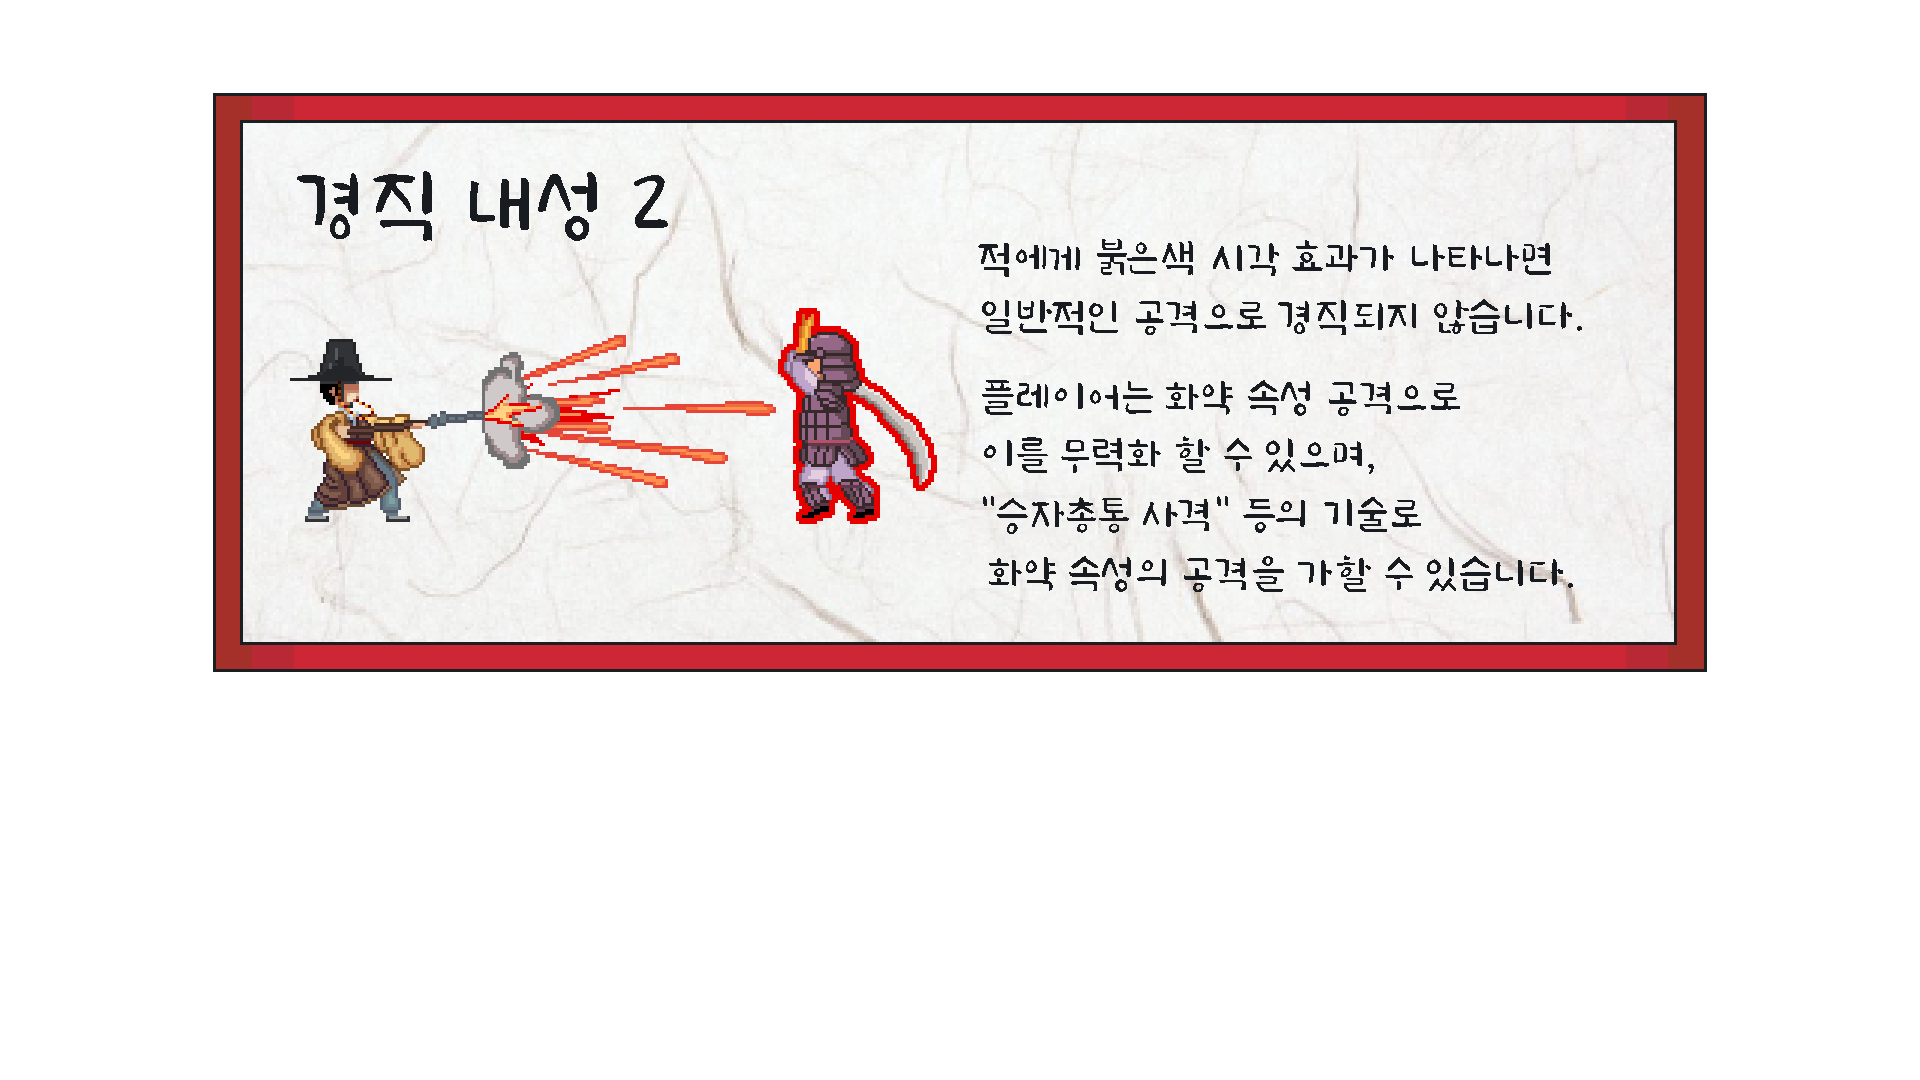 경직 내성 2
적에게 붉은색 시각 효과가 나타나면
일반적인 공격으로 경직되지 않습니다.
플레이어는 화약 속성 공격으로
이를 무력화 할 수 있으며,
"승자총통 사격" 등의 기술로
화약 속성의 공격을 가할 수 있습니다.